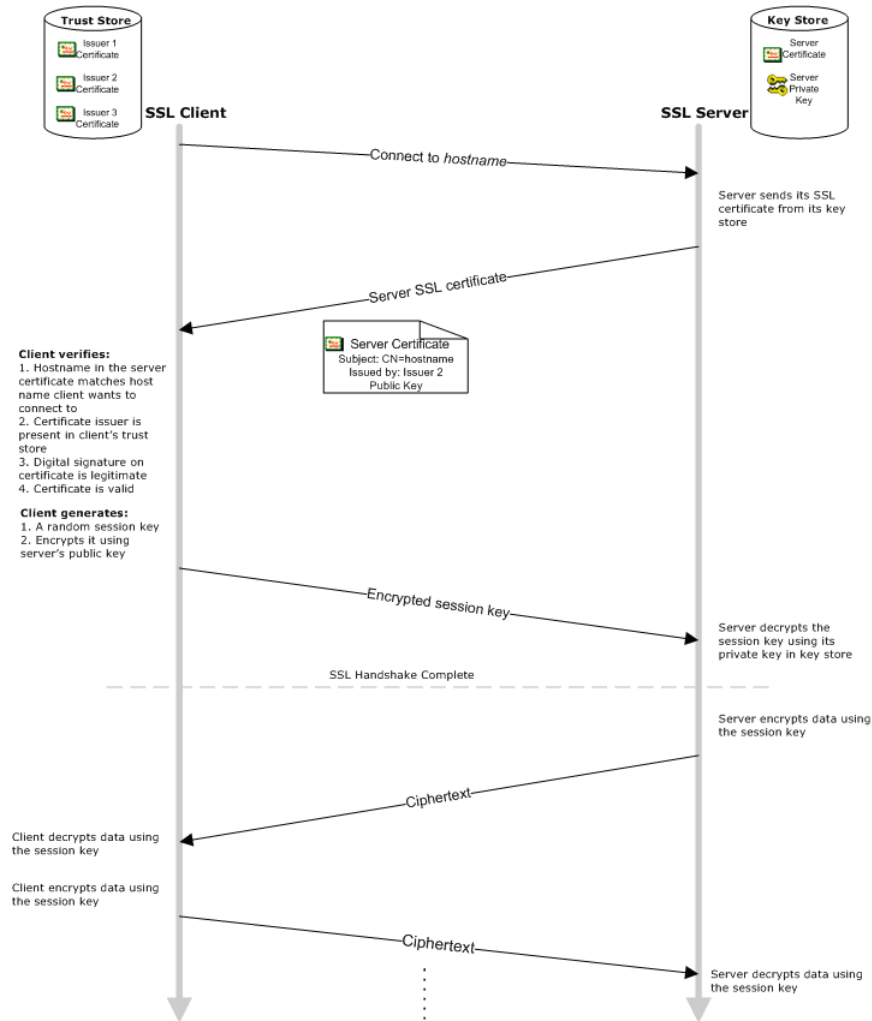 Trust Store
Issuer 1
Certificate
Issuer 2
Certificate
Issuer 3
Certificate
Key Store
Server
Certificate
Server
Private
Key
SSL Client
SSL Server
Connect to hostname
Server sends its SSL
certificate from its key
store
Server SSL certificate
Server Certificate
Subject: CN=hostname
Issued by: Issuer 2
Public Key
Client verifies:
1. Hostname in the server
certificate matches host
name client wants to
connect to
2. Certificate issuer is
present in client's trust
store
3. Digital signature on
certificate is legitimate
4. Certificate is valid
Client generates:
1. A random session key
2. Encrypts it using
server's public key
Encrypted session key
Server decrypts the
session key using its
private key in key store
SSL Handshake Complete
Server encrypts data using
the session key
Ciphertext
Client decrypts data using
the session key
Client encrypts data using
the session key
Ciphertext
Server decrypts data using
the session key